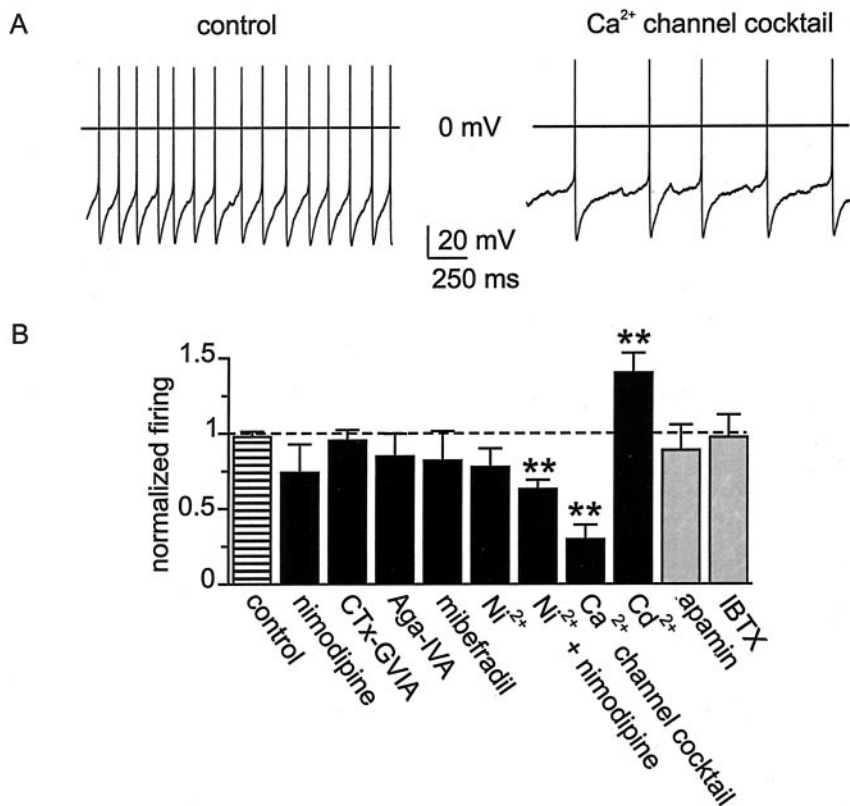 A
control
Ca²⁺ channel cocktail
0 mV
20 mV
250 ms
B
normalized firing
1.5
1
0.5
0
**
**
**
control
nimodipine
CTx-GVIA
Aga-IVA
mibefradil
Ni²⁺
Ni²⁺ + nimodipine
Ca²⁺ channel cocktail
Cd²⁺
apamin
IBTX